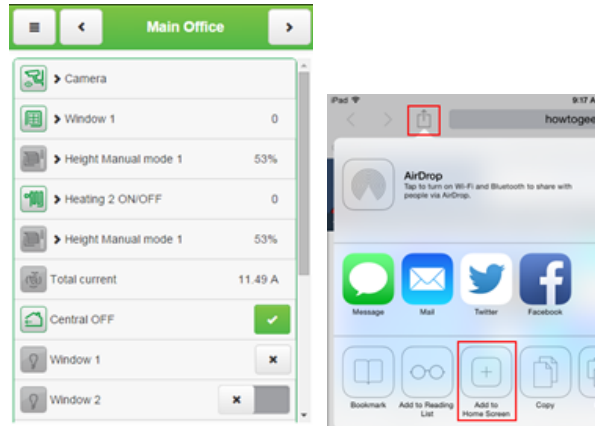 Main Office
Camera
Window 1 0
Height Manual mode 1 53%
Heating 2 ON/OFF 0
Height Manual mode 1 53%
Total current 11.49 A
Central OFF
Window 1
Window 2
iPad 9:17 A
howtogee
AirDrop
Tap to turn on Wi-Fi and Bluetooth to share with
people via AirDrop.
Message Mail Twitter Facebook
Bookmark Add to Reading List Add to Home Screen Copy